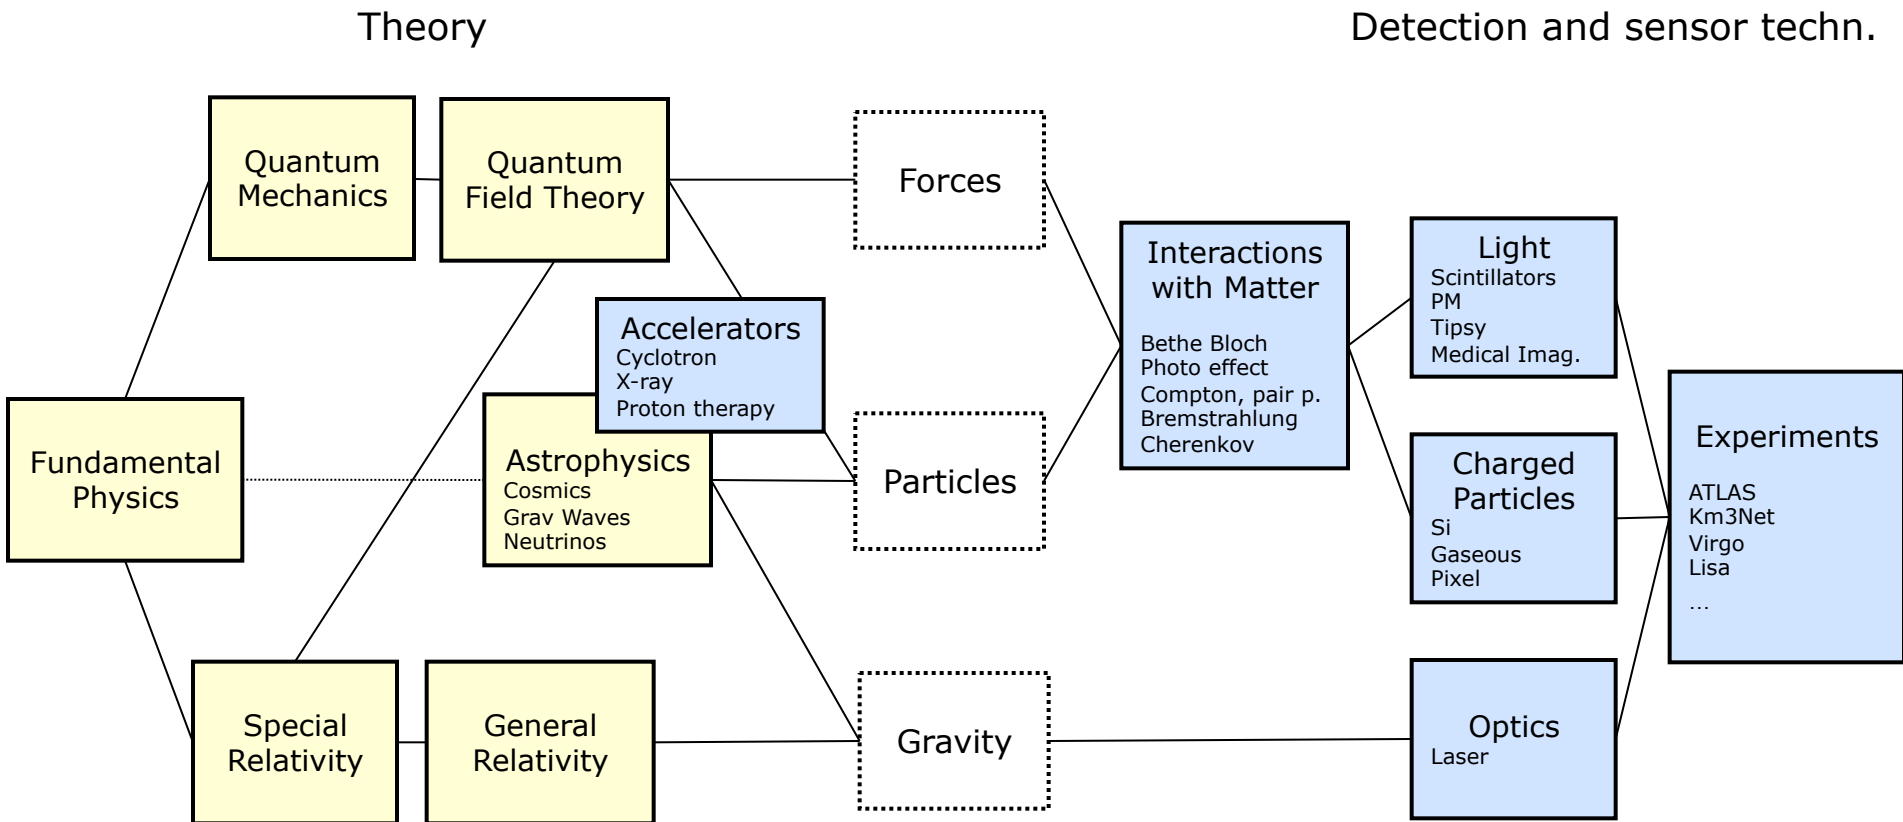 Theory
Detection and sensor techn.
Quantum
Mechanics
Quantum
Field Theory
Forces
Interactions
with Matter
Bethe Bloch
Photo effect
Compton, pair p.
Bremstrahlung
Cherenkov
Light
Scintillators
PM
Tipsy
Medical Imag.
Accelerators
Cyclotron
X-ray
Proton therapy
Fundamental
Physics
Astrophysics
Cosmics
Grav Waves
Neutrinos
Particles
Charged
Particles
Si
Gaseous
Pixel
Experiments
ATLAS
Km3Net
Virgo
Lisa
...
Special
Relativity
General
Relativity
Gravity
Optics
Laser